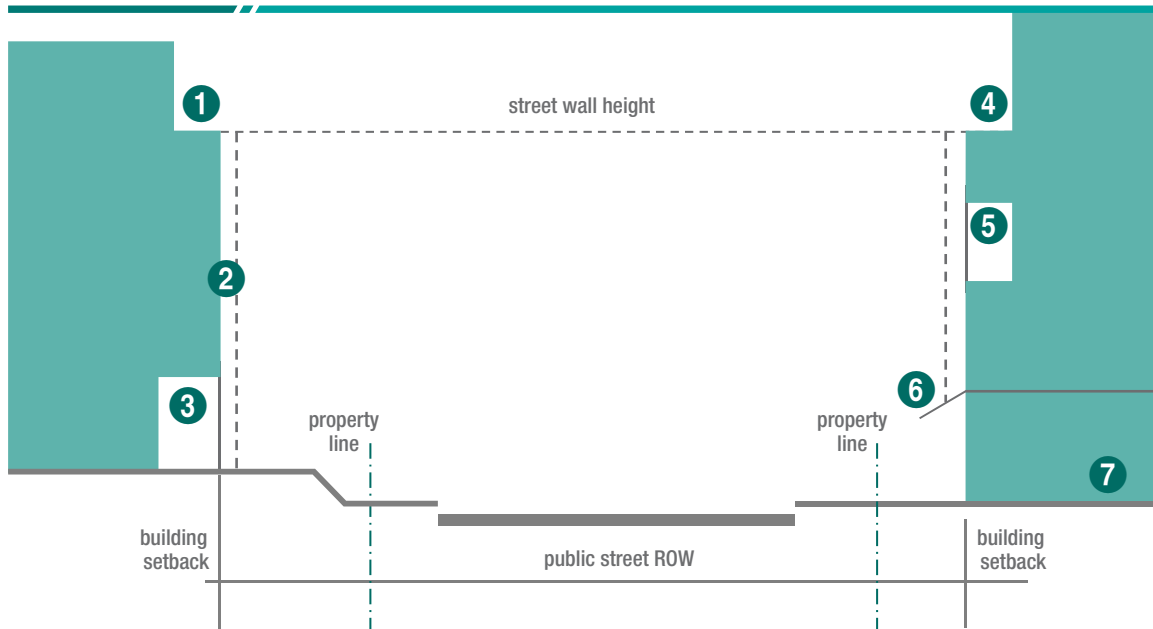 1
street wall height
4
5
2
3
6
property
line
property
line
7
building
setback
public street ROW
building
setback